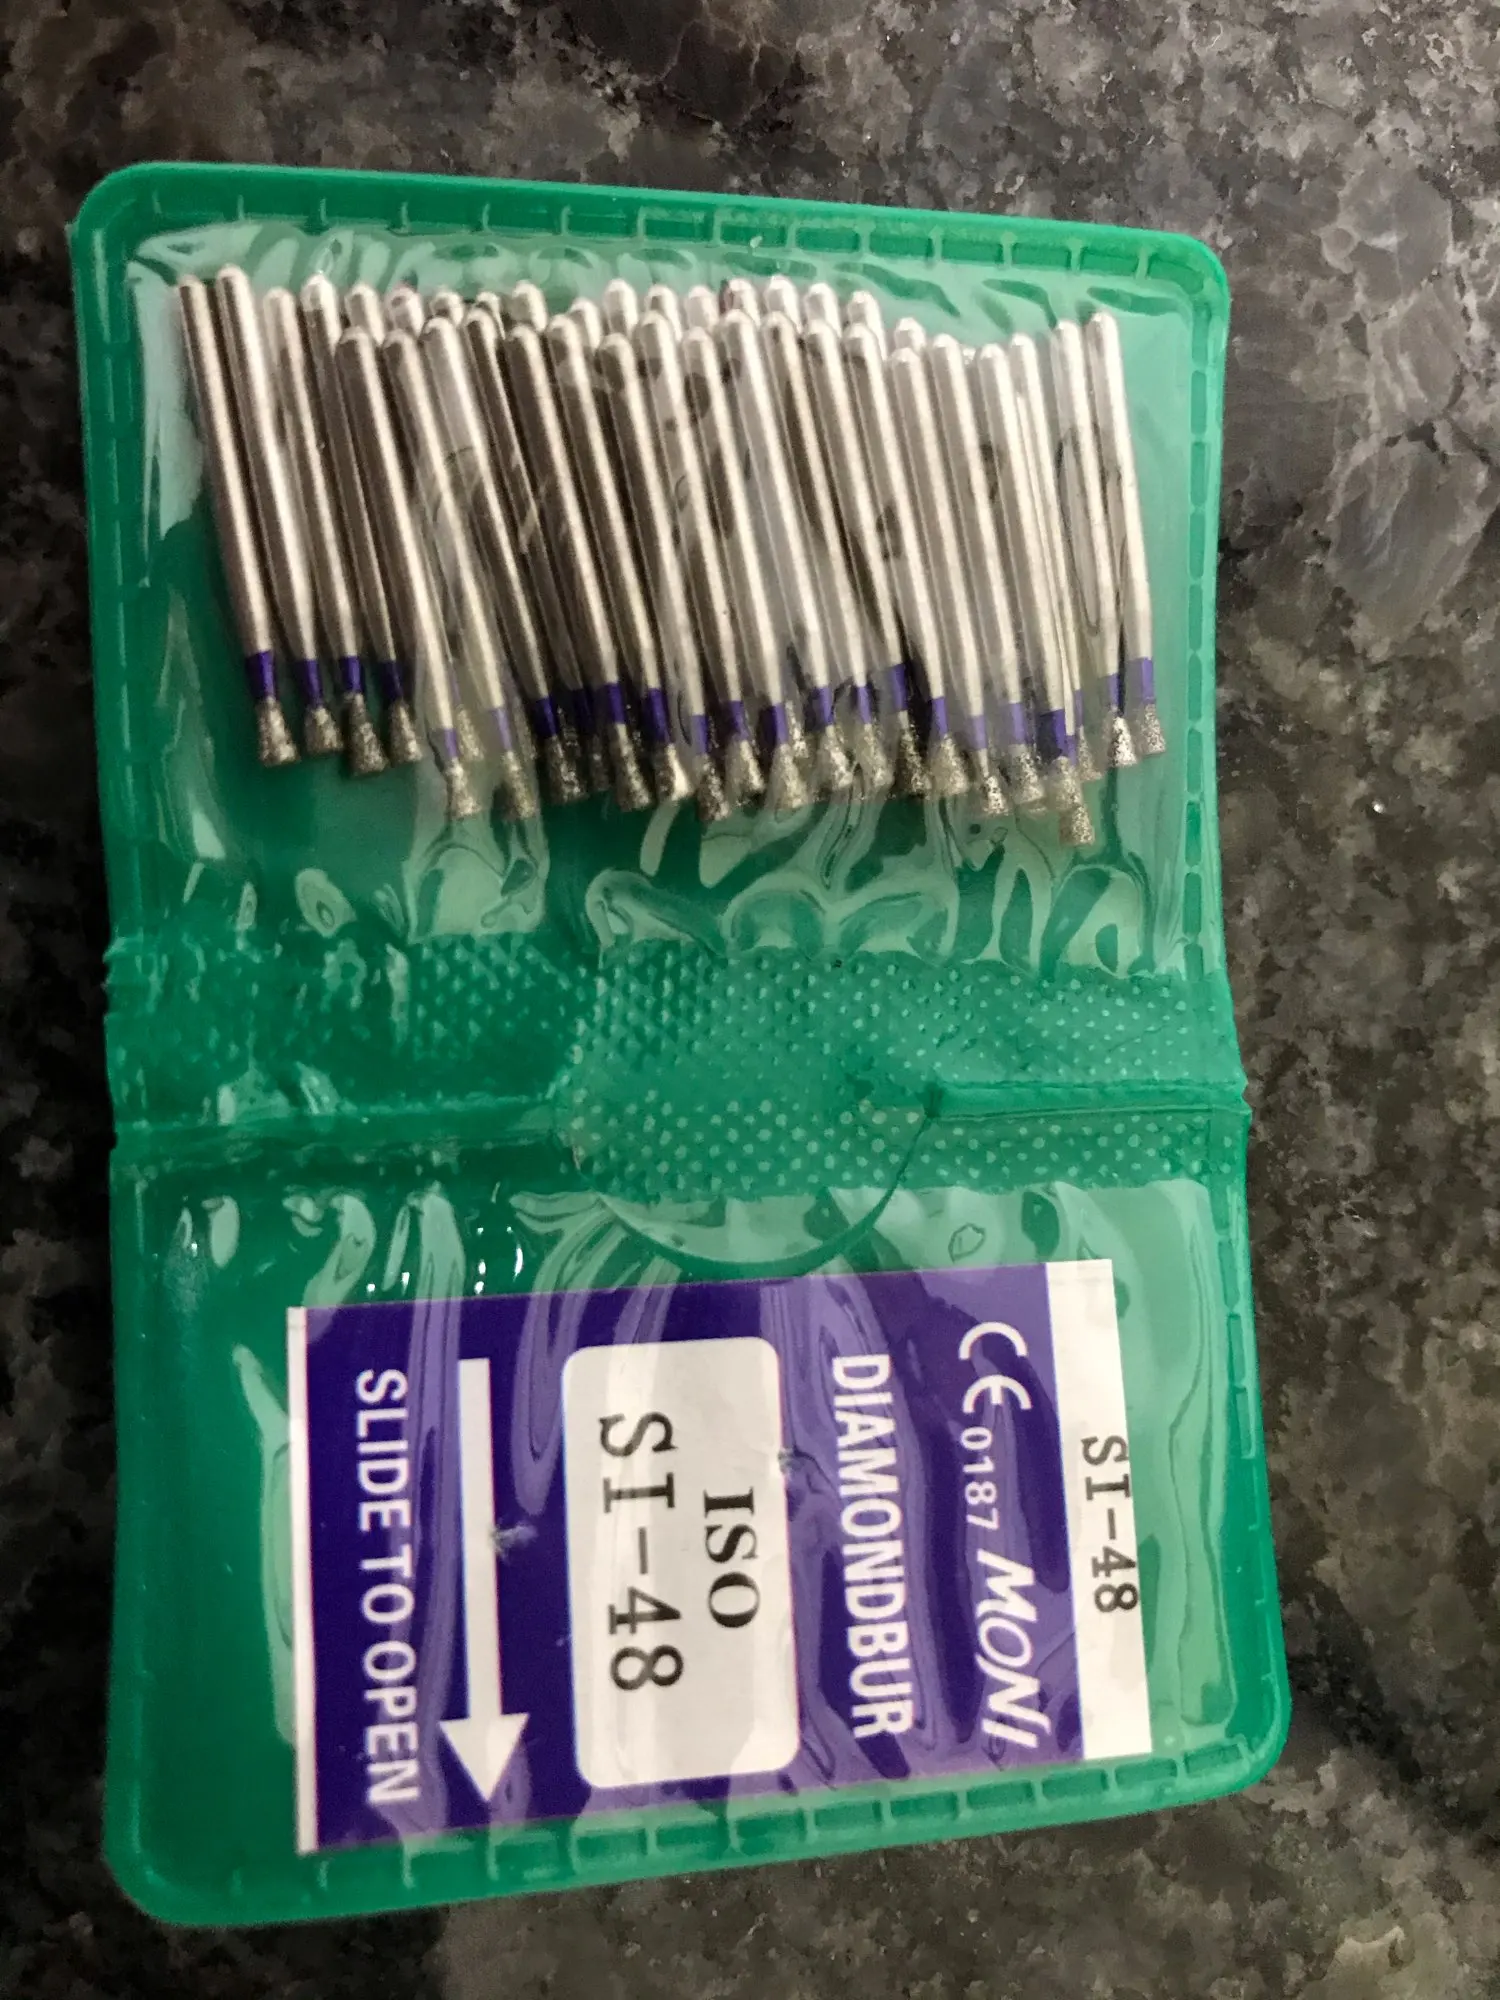 SI-48
CE 0187 MONI
DIAMONDBUR
ISO
SI-48
SLIDE TO OPEN